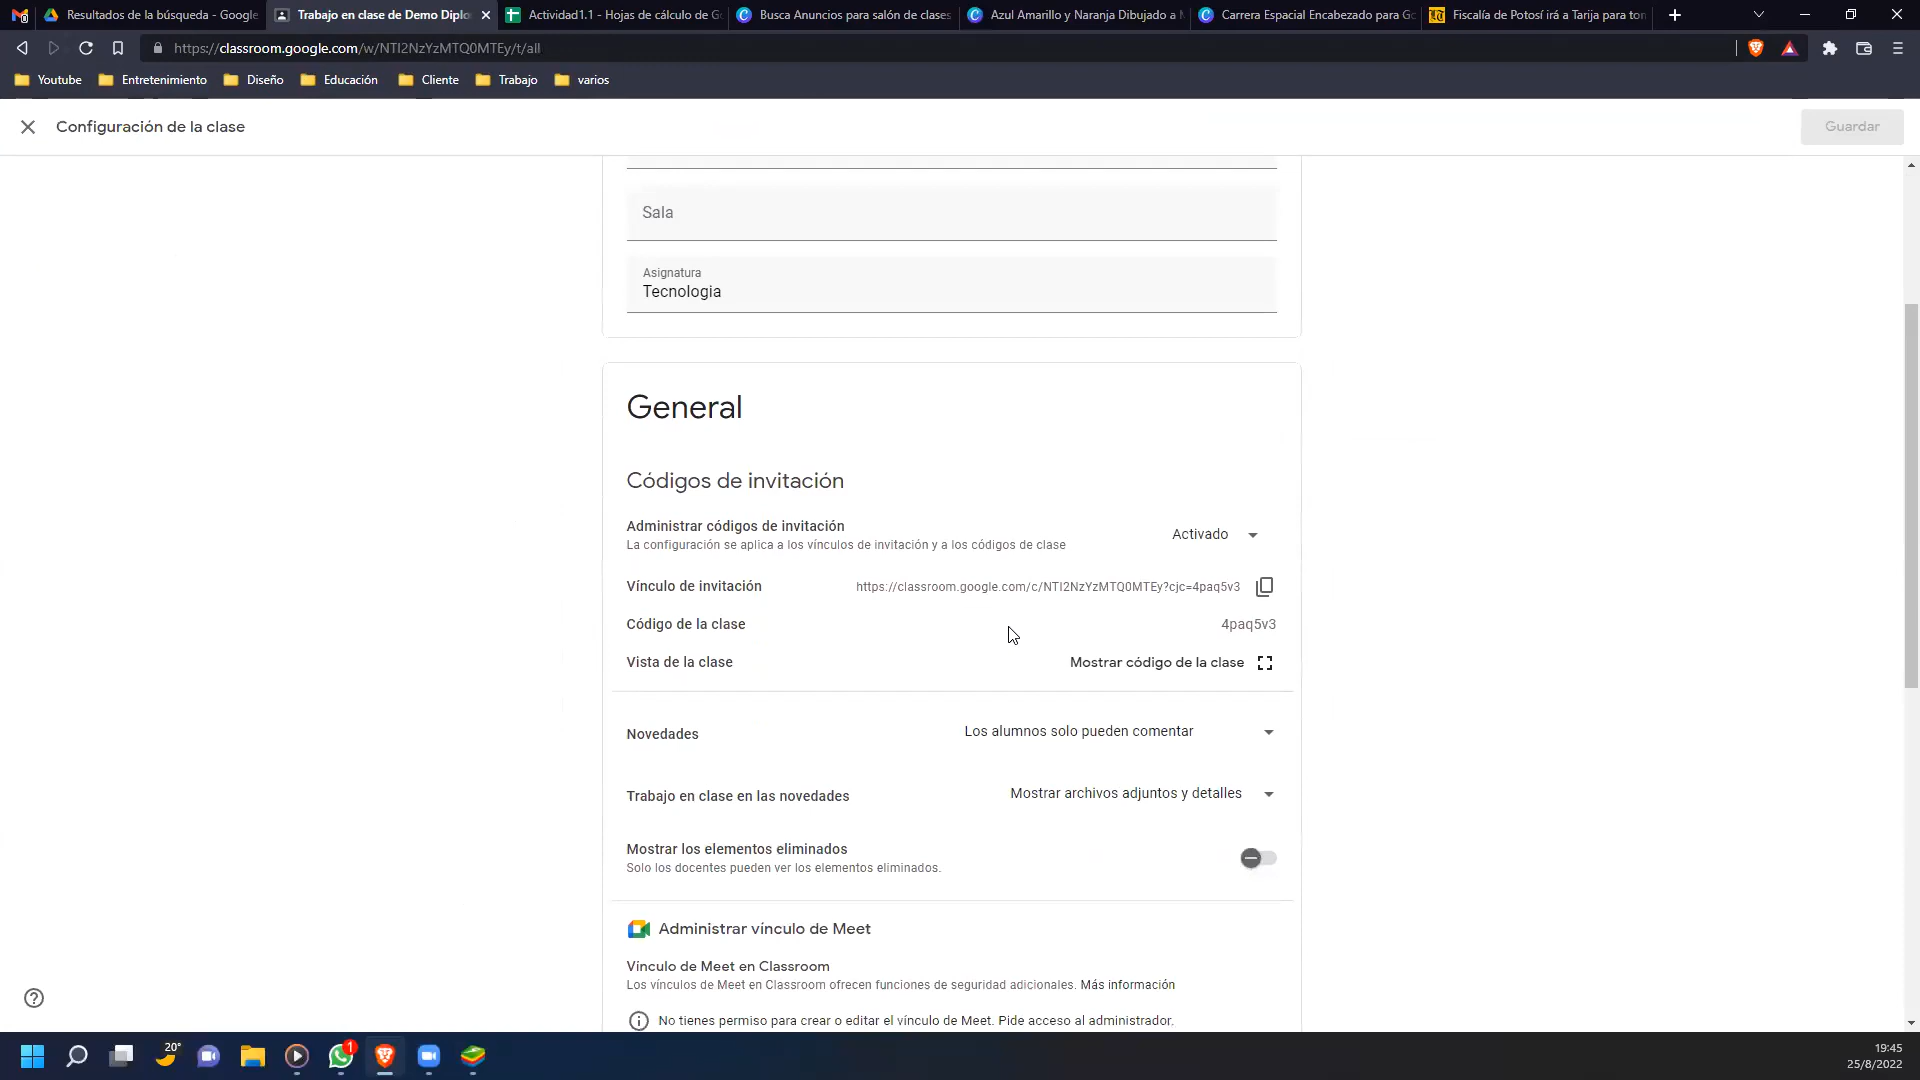 Resultados de la búsqueda - Google
Trabajo en clase de Demo Diplo
Actividad1.1 - Hojas de cálculo de Go
Busca Anuncios para salón de clases
Azul Amarillo y Naranja Dibujado a
Carrera Espacial Encabezado para Go
Fiscalía de Potosí irá a Tarija para tom
https://classroom.google.com/w/NTI2NzYzMTQ0MTEy/t/all
Youtube
Entretenimiento
Diseño
Educación
Cliente
Trabajo
varios
Configuración de la clase
Guardar
Sala
Asignatura
Tecnologia
General
Códigos de invitación
Administrar códigos de invitación
Activado
La configuración se aplica a los vínculos de invitación y a los códigos de clase
Vínculo de invitación
https://classroom.google.com/c/NTI2NzYzMTQ0MTEy?cjc=4paq5v3
Código de la clase
4paq5v3
Vista de la clase
Mostrar código de la clase
Novedades
Los alumnos solo pueden comentar
Trabajo en clase en las novedades
Mostrar archivos adjuntos y detalles
Mostrar los elementos eliminados
Solo los docentes pueden ver los elementos eliminados.
Administrar vínculo de Meet
Vínculo de Meet en Classroom
Los vínculos de Meet en Classroom ofrecen funciones de seguridad adicionales. Más información
No tienes permiso para crear o editar el vínculo de Meet. Pide acceso al administrador.
20°
1
19:45
25/8/2022